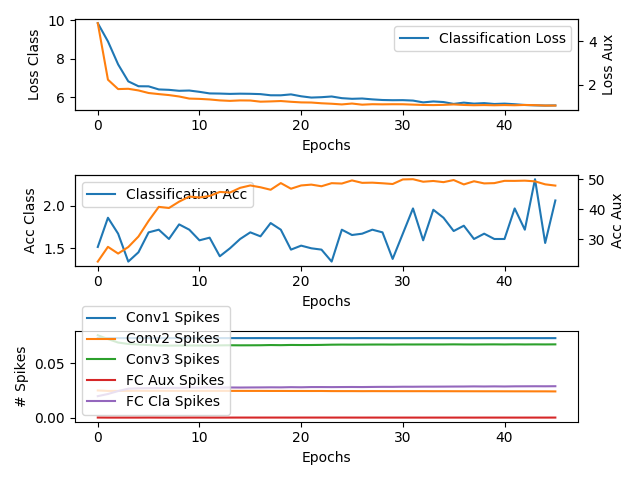 10
8
6
Loss Class
Classification Loss
4
2
Loss Aux
0 10 20 30 40
Epochs
2.0
1.5
Acc Class
Classification Acc
50
40
30
Acc Aux
0 10 20 30 40
Epochs
0.05
0.00
# Spikes
Conv1 Spikes
Conv2 Spikes
Conv3 Spikes
FC Aux Spikes
FC Cla Spikes
0 10 20 30 40
Epochs